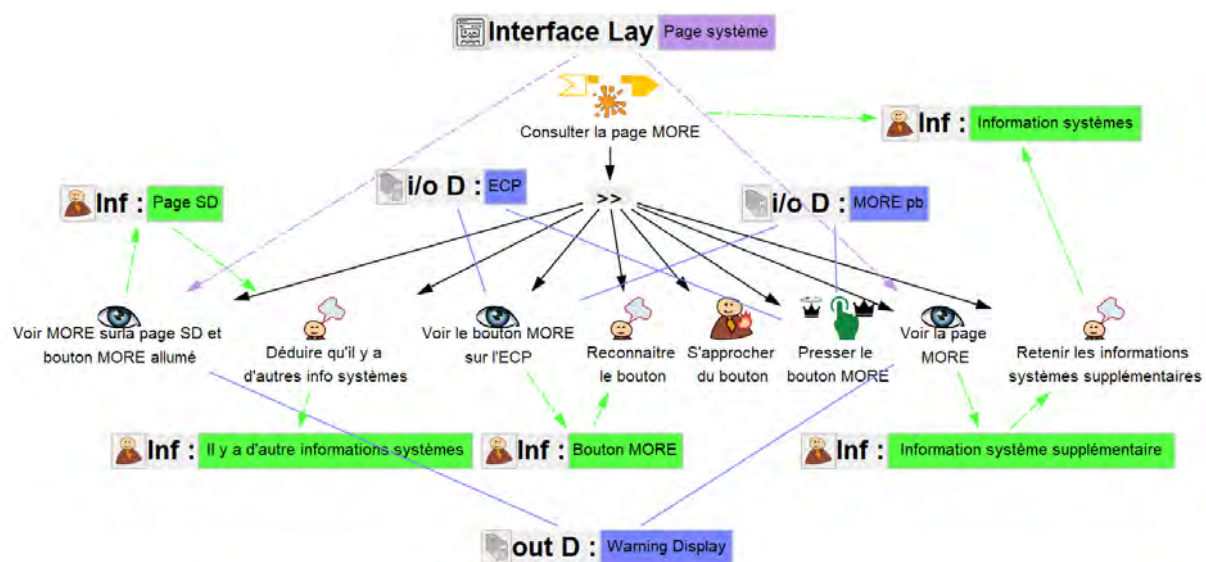 Interface Lay Page système
Consulter la page MORE
Inf : Information systèmes
i/o D : ECP
Inf : Page SD
>>
i/o D : MORE pb
Voir MORE surla page SD et
bouton MORE allumé
Déduire qu'il y a
d'autres info systèmes
Voir le bouton MORE
sur l'ECP
Reconnaitre
le bouton
S'approcher
du bouton
Presser le
bouton MORE
Voir la page
MORE
Retenir les informations
systèmes supplémentaires
Inf : Il y a d'autre informations systèmes
Inf : Bouton MORE
Inf : Information système supplémentaire
out D : Warning Display